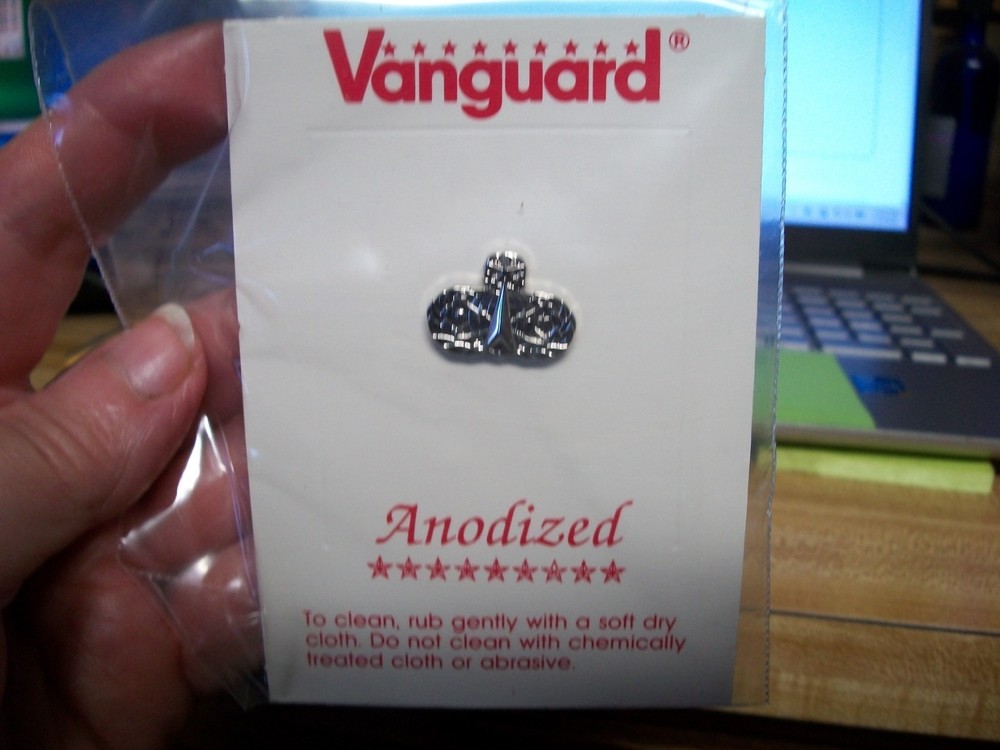 Vanguard®
Anodized
To clean, rub gently with a soft dry
cloth. Do not clean with chemically
treated cloth or abrasive.